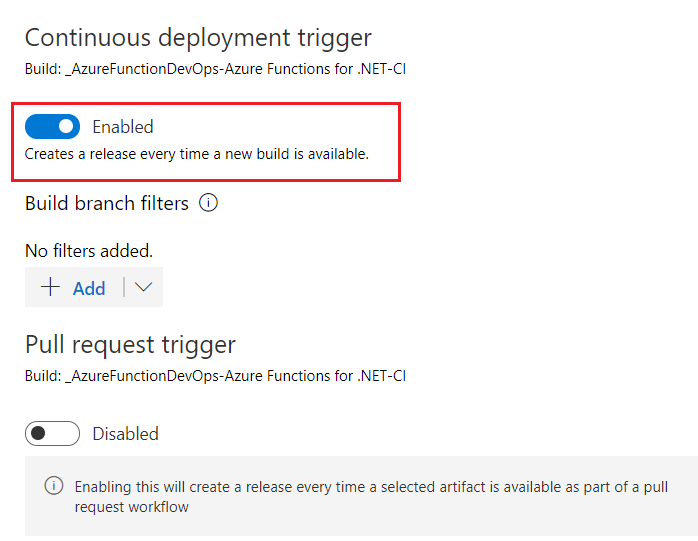 Continuous deployment trigger
Build: _AzureFunctionDevOps-Azure Functions for .NET-CI
Enabled
Creates a release every time a new build is available.
Build branch filters
No filters added.
Add
Pull request trigger
Build: _AzureFunctionDevOps-Azure Functions for .NET-CI
Disabled
Enabling this will create a release every time a selected artifact is available as part of a pull
request workflow